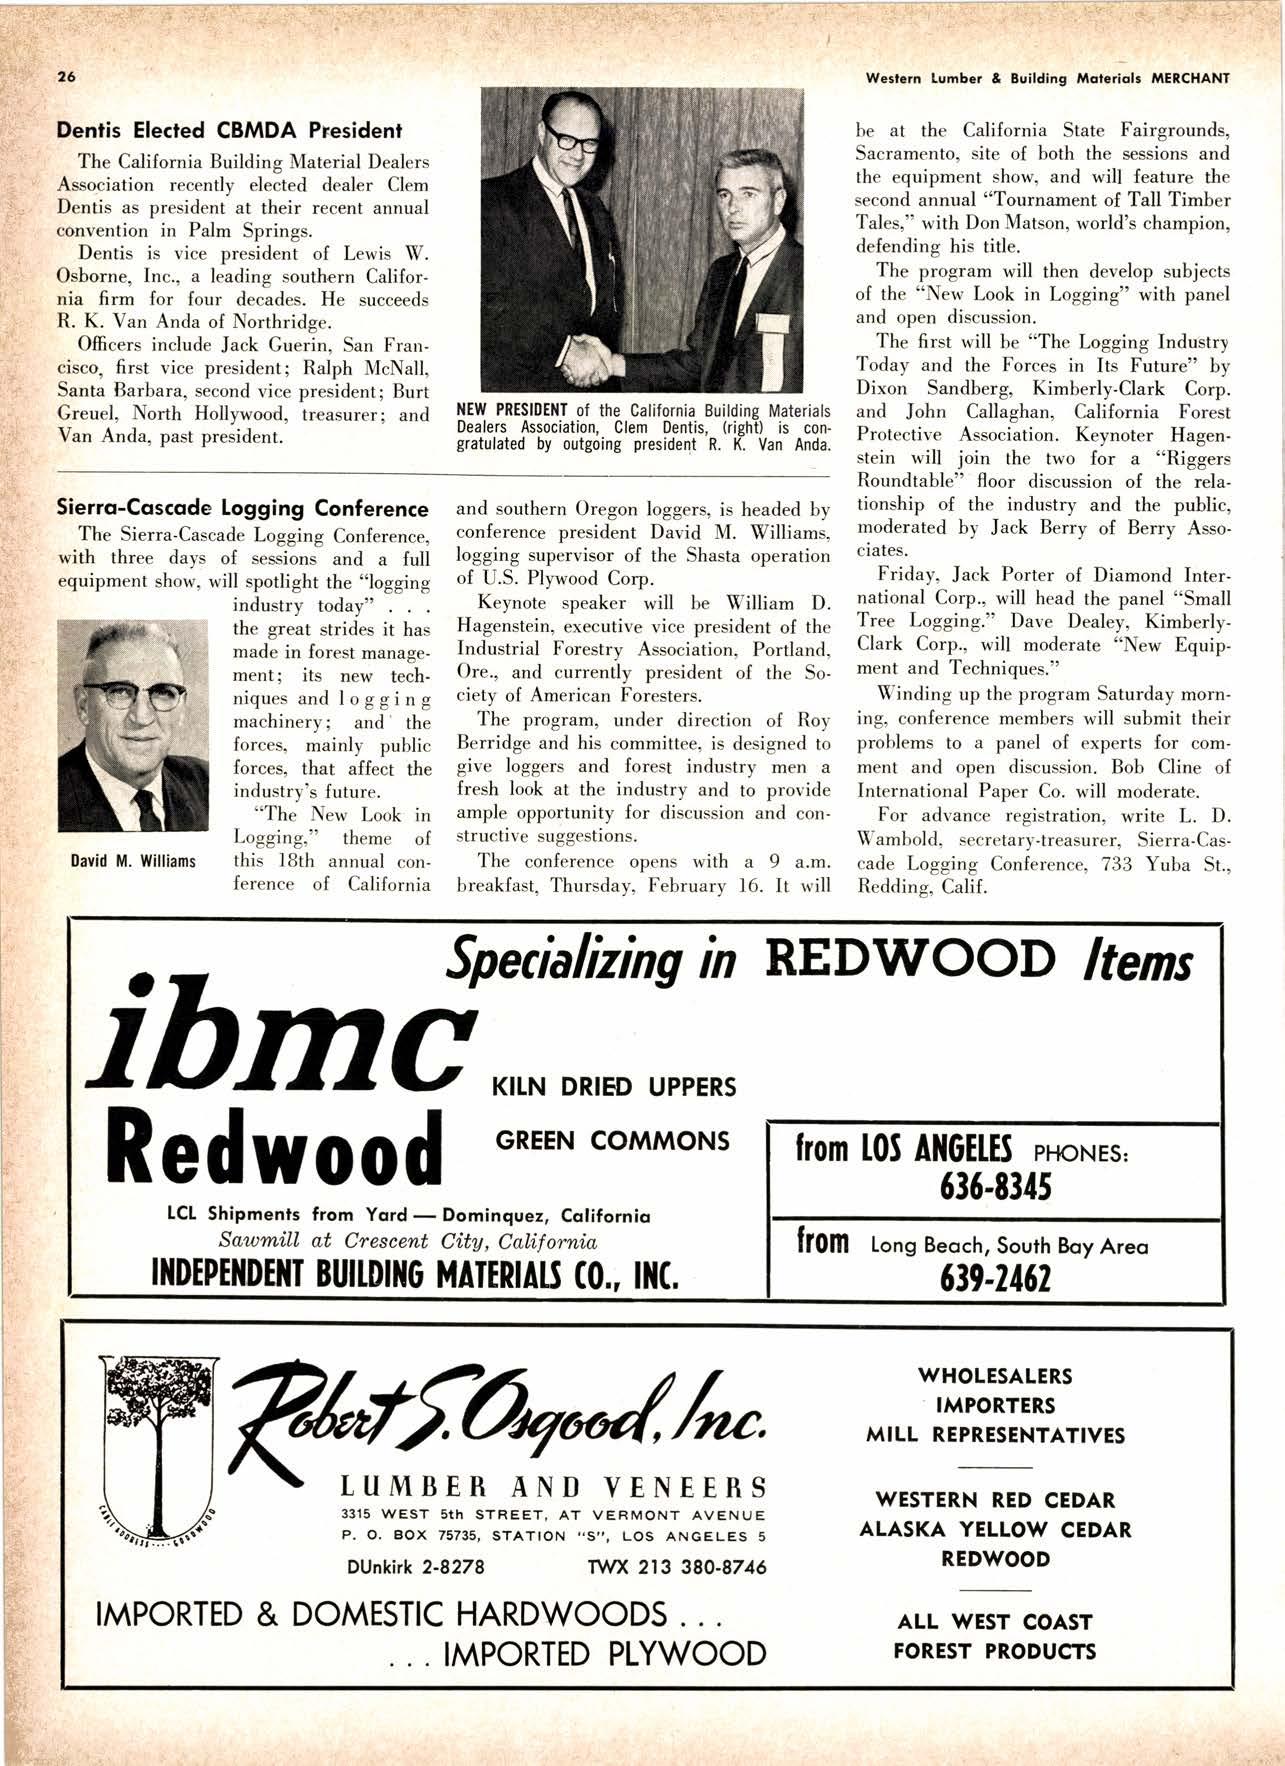 26
Western Lumber & Building Materials MERCHANT
Dentis Elected CBMDA President
The California Building Material Dealers
Association recently elected dealer Clem
Dentis as president at their recent annual
convention in Palm Springs.
Dentis is vice president of Lewis W.
Osborne, Inc., a leading southern Califor-
nia firm for four decades. He succeeds
R. K. Van Anda of Northridge.
Officers include Jack Guerin, San Fran-
cisco, first vice president; Ralph McNall,
Santa Barbara, second vice president; Burt
Greuel, North Hollywood, treasurer; and
Van Anda, past president.
NEW PRESIDENT of the California Building Materials
Dealers Association, Clem Dentis, (right) is con-
gratulated by outgoing president R. K. Van Anda.
Sierra-Cascade Logging Conference
The Sierra-Cascade Logging Conference,
with three days of sessions and a full
equipment show, will spotlight the "logging
industry today" . . .
the great strides it has
made in forest manage-
ment; its new tech-
niques and logging
machinery; and the
forces, mainly public
forces, that affect the
industry's future.
"The New Look in
Logging," theme of
this 18th annual con-
ference of California
David M. Williams
and southern Oregon loggers, is headed by
conference president David M. Williams,
logging supervisor of the Shasta operation
of U.S. Plywood Corp.
Keynote speaker will be William D.
Hagenstein, executive vice president of the
Industrial Forestry Association, Portland,
Ore., and currently president of the So-
ciety of American Foresters.
The program, under direction of Roy
Berridge and his committee, is designed to
give loggers and forest industry men a
fresh look at the industry and to provide
ample opportunity for discussion and con-
structive suggestions.
The conference opens with a 9 a.m.
breakfast, Thursday, February 16. It will
be at the California State Fairgrounds,
Sacramento, site of both the sessions and
the equipment show, and will feature the
second annual "Tournament of Tall Timber
Tales," with Don Matson, world's champion,
defending his title.
The program will then develop subjects
of the "New Look in Logging" with panel
and open discussion.
The first will be "The Logging Industry
Today and the Forces in Its Future" by
Dixon Sandberg, Kimberly-Clark Corp.
and John Callaghan, California Forest
Protective Association. Keynoter Hagen-
stein will join the two for a "Riggers
Roundtable" floor discussion of the rela-
tionship of the industry and the public,
moderated by Jack Berry of Berry Asso-
ciates.
Friday, Jack Porter of Diamond Inter-
national Corp., will head the panel "Small
Tree Logging." Dave Dealey, Kimberly-
Clark Corp., will moderate "New Equip-
ment and Techniques."
Winding up the program Saturday morn-
ing, conference members will submit their
problems to a panel of experts for com-
ment and open discussion. Bob Cline of
International Paper Co. will moderate.
For advance registration, write L. D.
Wambold, secretary-treasurer, Sierra-Cas-
cade Logging Conference, 733 Yuba St.,
Redding, Calif.
Specializing in REDWOOD Items
ibmc
Redwood
KILN DRIED UPPERS
GREEN COMMONS
LCL Shipments from Yard — Dominquez, California
Sawmill at Crescent City, California
INDEPENDENT BUILDING MATERIALS CO., INC.
from LOS ANGELES PHONES:
636-8345
from Long Beach, South Bay Area
639-2462
CABLE ADDRESS.... GOSDWOOD
Robert S. Osgood, Inc.
LUMBER AND VENEERS
3315 WEST 5th STREET, AT VERMONT AVENUE
P. O. BOX 75735, STATION "S", LOS ANGELES 5
DUnkirk 2-8278 TWX 213 380-8746
IMPORTED & DOMESTIC HARDWOODS . . .
. . . IMPORTED PLYWOOD
WHOLESALERS
IMPORTERS
MILL REPRESENTATIVES
WESTERN RED CEDAR
ALASKA YELLOW CEDAR
REDWOOD
ALL WEST COAST
FOREST PRODUCTS